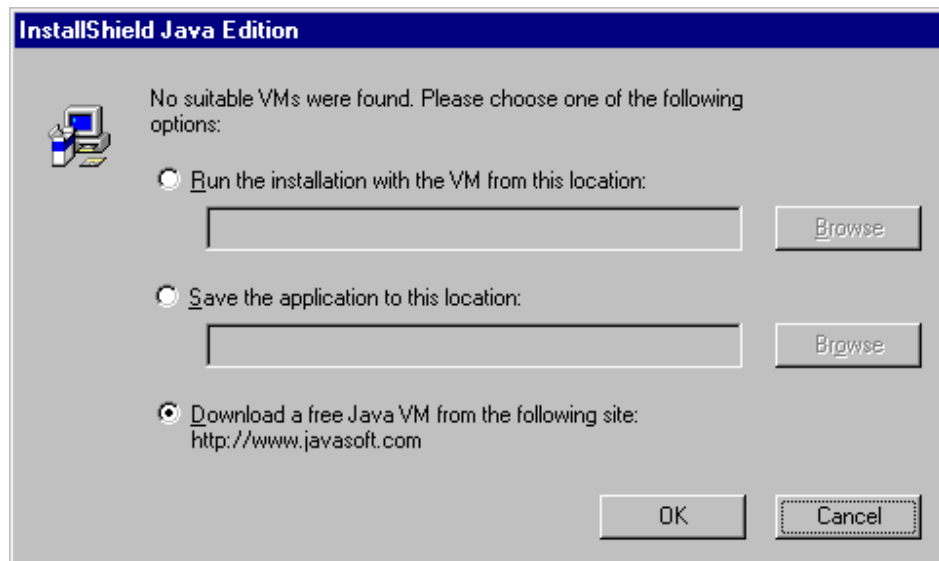 InstallShield Java Edition
No suitable VMs were found. Please choose one of the following
options:
Run the installation with the VM from this location:
Browse
Save the application to this location:
Browse
Download a free Java VM from the following site:
http://www.javasoft.com
OK
Cancel